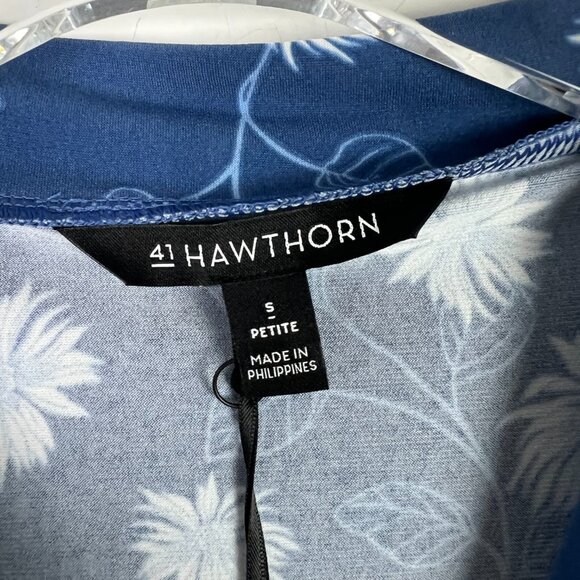 41 HAWTHORN
S
PETITE
MADE IN
PHILIPPINES